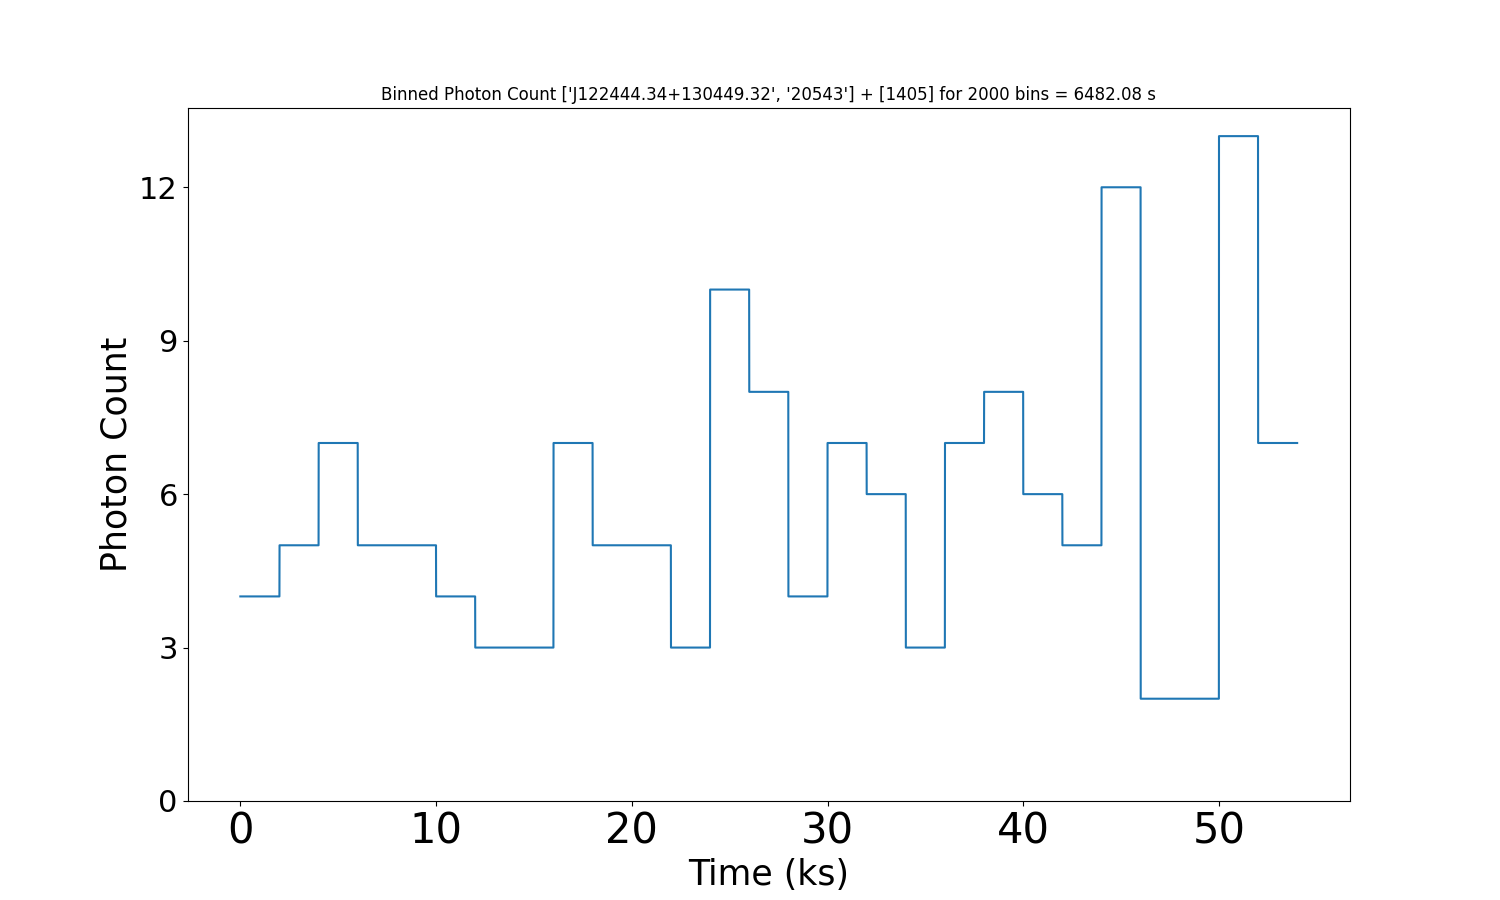 Binned Photon Count ['J122444.34+130449.32', '20543'] + [1405] for 2000 bins = 6482.08 s
12
9
6
3
0
Photon Count
0 10 20 30 40 50
Time (ks)